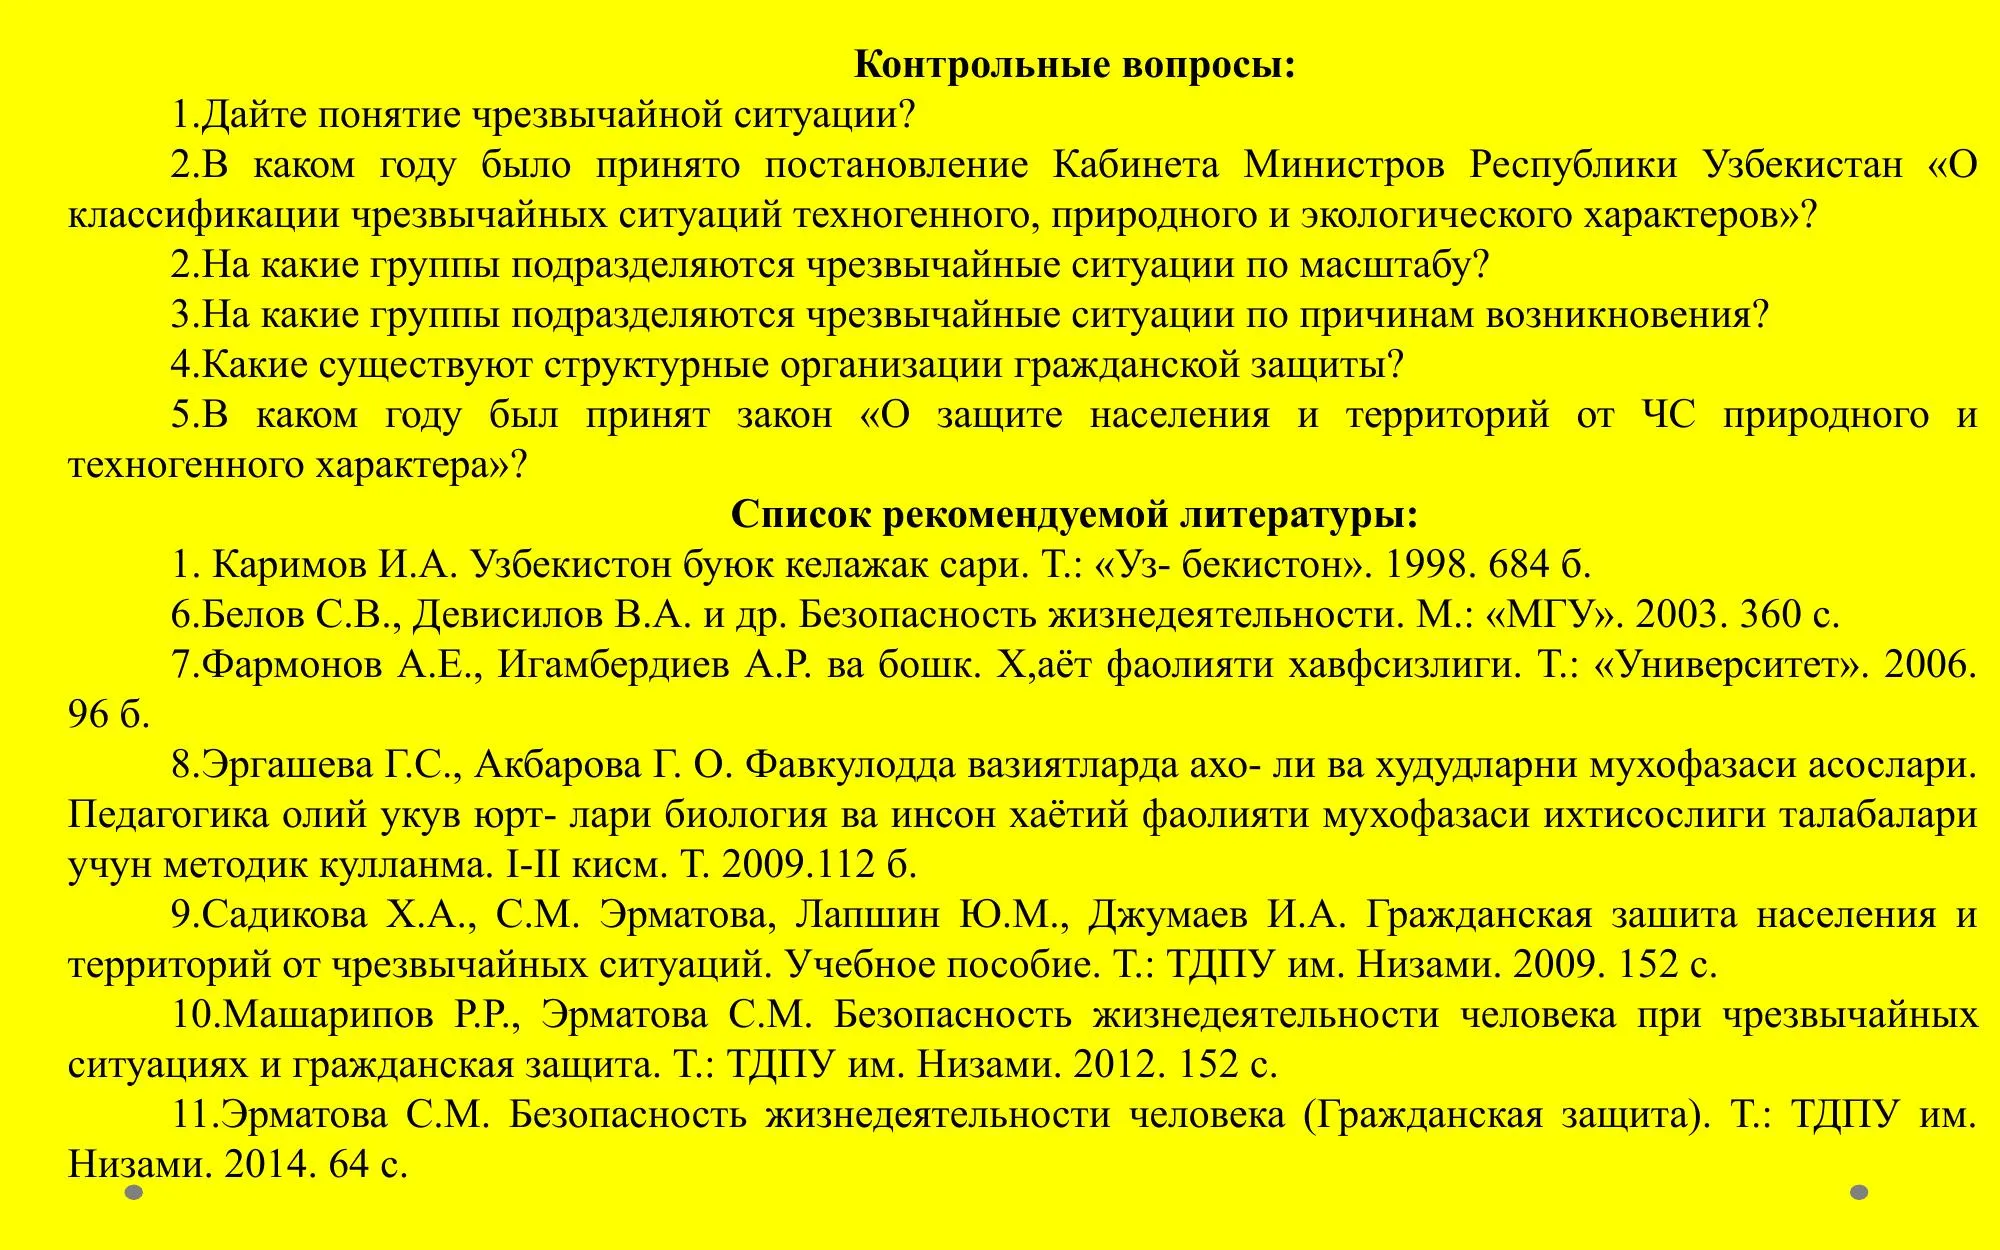 Контрольные вопросы:
1.Дайте понятие чрезвычайной ситуации?
2.В каком году было принято постановление Кабинета Министров Республики Узбекистан «О
классификации чрезвычайных ситуаций техногенного, природного и экологического характеров»?
2.На какие группы подразделяются чрезвычайные ситуации по масштабу?
3.На какие группы подразделяются чрезвычайные ситуации по причинам возникновения?
4.Какие существуют структурные организации гражданской защиты?
5.В каком году был принят закон «О защите населения и территорий от ЧС природного и
техногенного характера»?
Список рекомендуемой литературы:
1. Каримов И.А. Узбекистон буюк келажак сари. Т.: «Уз- бекистон». 1998. 684 б.
6.Белов С.В., Девисилов В.А. и др. Безопасность жизнедеятельности. М.: «МГУ». 2003. 360 с.
7.Фармонов А.Е., Игамбердиев А.Р. ва бошк. Х,аёт фаолияти хавфсизлиги. Т.: «Университет». 2006.
96 б.
8.Эргашева Г.С., Акбарова Г. О. Фавкулодда вазиятларда ахо- ли ва худудларни мухофазаси асослари.
Педагогика олий укув юрт- лари биология ва инсон хаётий фаолияти мухофазаси ихтисослиги талабалари
учун методик кулланма. I-II кисм. Т. 2009.112 б.
9.Садикова Х.А., С.М. Эрматова, Лапшин Ю.М., Джумаев И.А. Гражданская зашита населения и
территорий от чрезвычайных ситуаций. Учебное пособие. Т.: ТДПУ им. Низами. 2009. 152 с.
10.Машарипов Р.Р., Эрматова С.М. Безопасность жизнедеятельности человека при чрезвычайных
ситуациях и гражданская защита. Т.: ТДПУ им. Низами. 2012. 152 с.
11.Эрматова С.М. Безопасность жизнедеятельности человека (Гражданская защита). Т.: ТДПУ им.
Низами. 2014. 64 с.